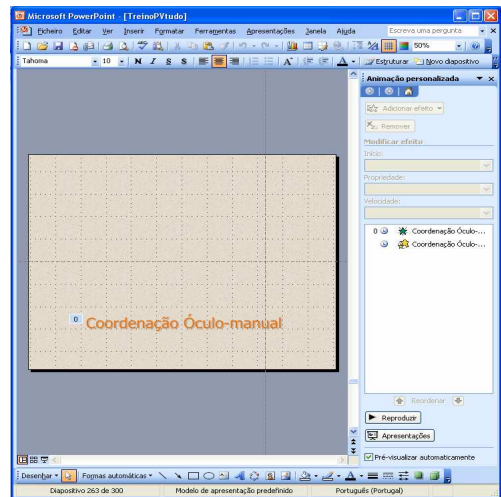 Microsoft PowerPoint - [TreinoPVtudo]
Ficheiro Editar Ver Inserir Formatar Ferramentas Apresentações Janela Ajuda Escreva uma pergunta
50%
Tahoma 10 N I S S Estruturar Novo diapositivo
Animação personalizada
Adicionar efeito
Remover
Modificar efeito
Início:
Propriedade:
Velocidade:
0 Coordenação Óculo-...
Coordenação Óculo-...
0 Coordenação Óculo-manual
Reordenar
Reproduzir
Apresentações
Pré-visualizar automaticamente
Desenhar Formas automáticas
Diapositivo 263 de 300 Modelo de apresentação predefinido Português (Portugal)